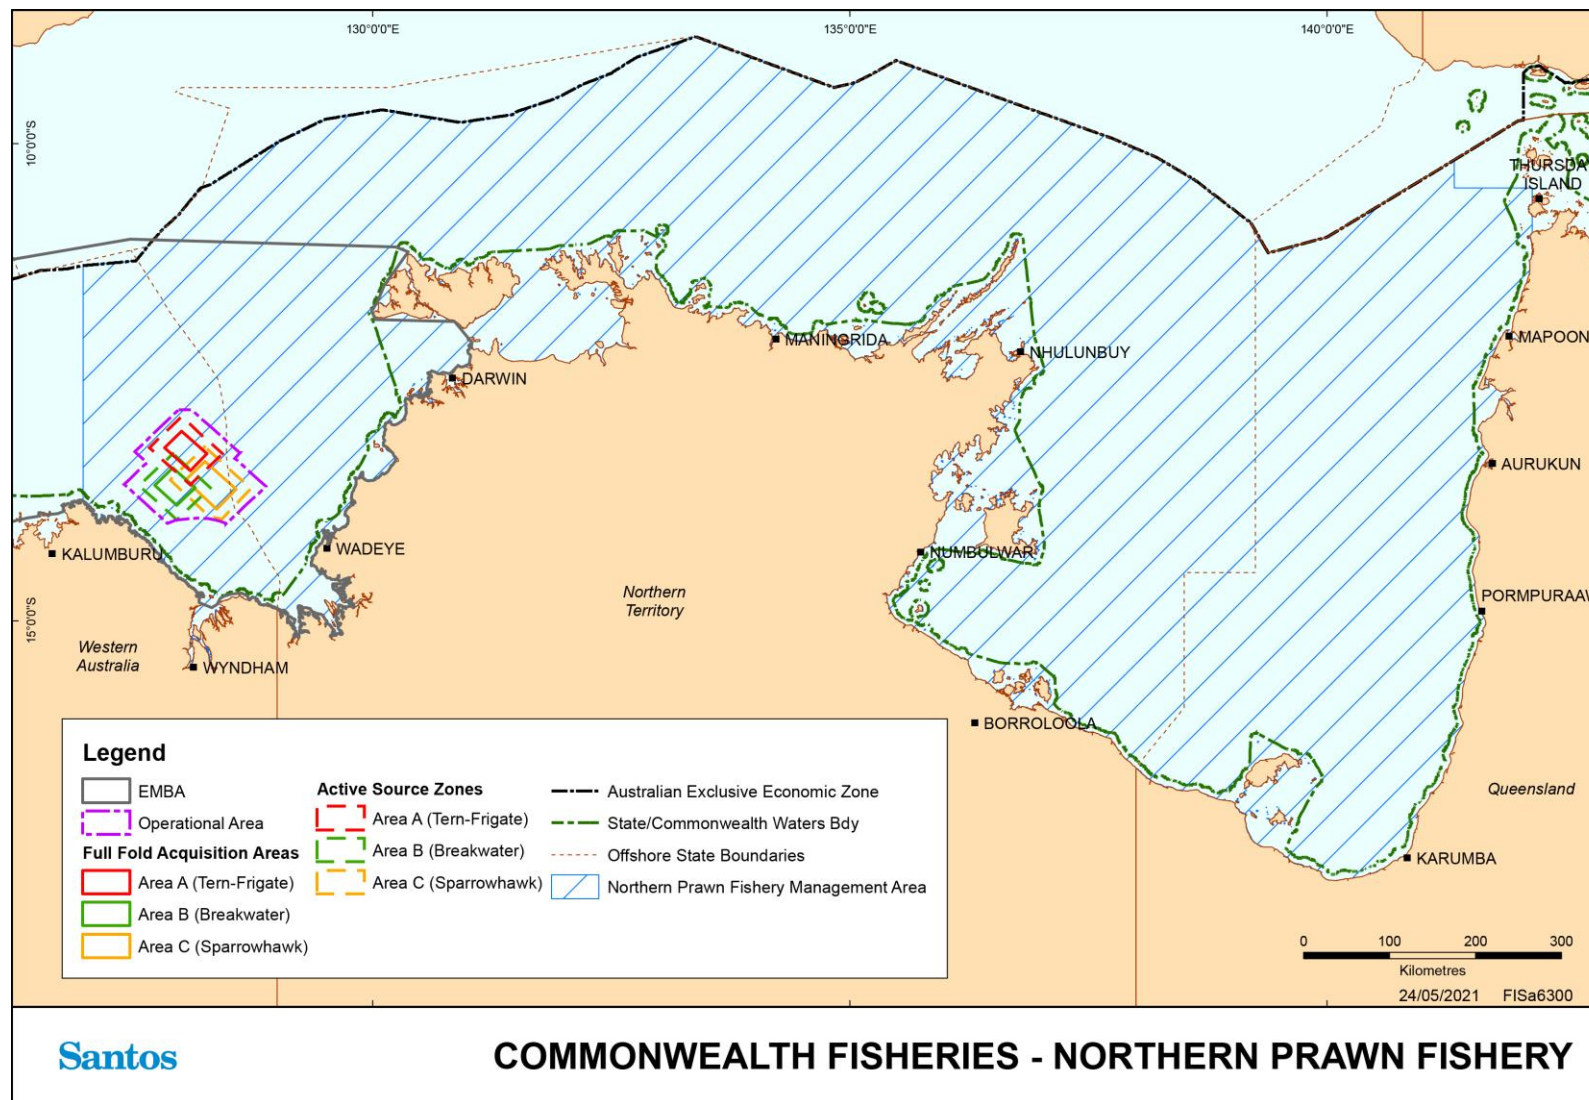 130°0'0"E
135°0'0"E
140°0'0"E
10°0'0"S
15°0'0"S
THURSDA
ISLAND
MAPOON
MANINGRIDA
NHULUNBUY
DARWIN
AURUKUN
KALUMBURU
WADEYE
NUMBULWAR
Northern
Territory
PORMPURAAW
Western
Australia
WYNDHAM
BORROLOOLA
Queensland
KARUMBA
Legend
EMBA
Operational Area
Full Fold Acquisition Areas
Area A (Tern-Frigate)
Area B (Breakwater)
Area C (Sparrowhawk)
Active Source Zones
Area A (Tern-Frigate)
Area B (Breakwater)
Area C (Sparrowhawk)
Australian Exclusive Economic Zone
State/Commonwealth Waters Bdy
Offshore State Boundaries
Northern Prawn Fishery Management Area
0 100 200 300
Kilometres
24/05/2021 FISa6300
Santos
COMMONWEALTH FISHERIES - NORTHERN PRAWN FISHERY